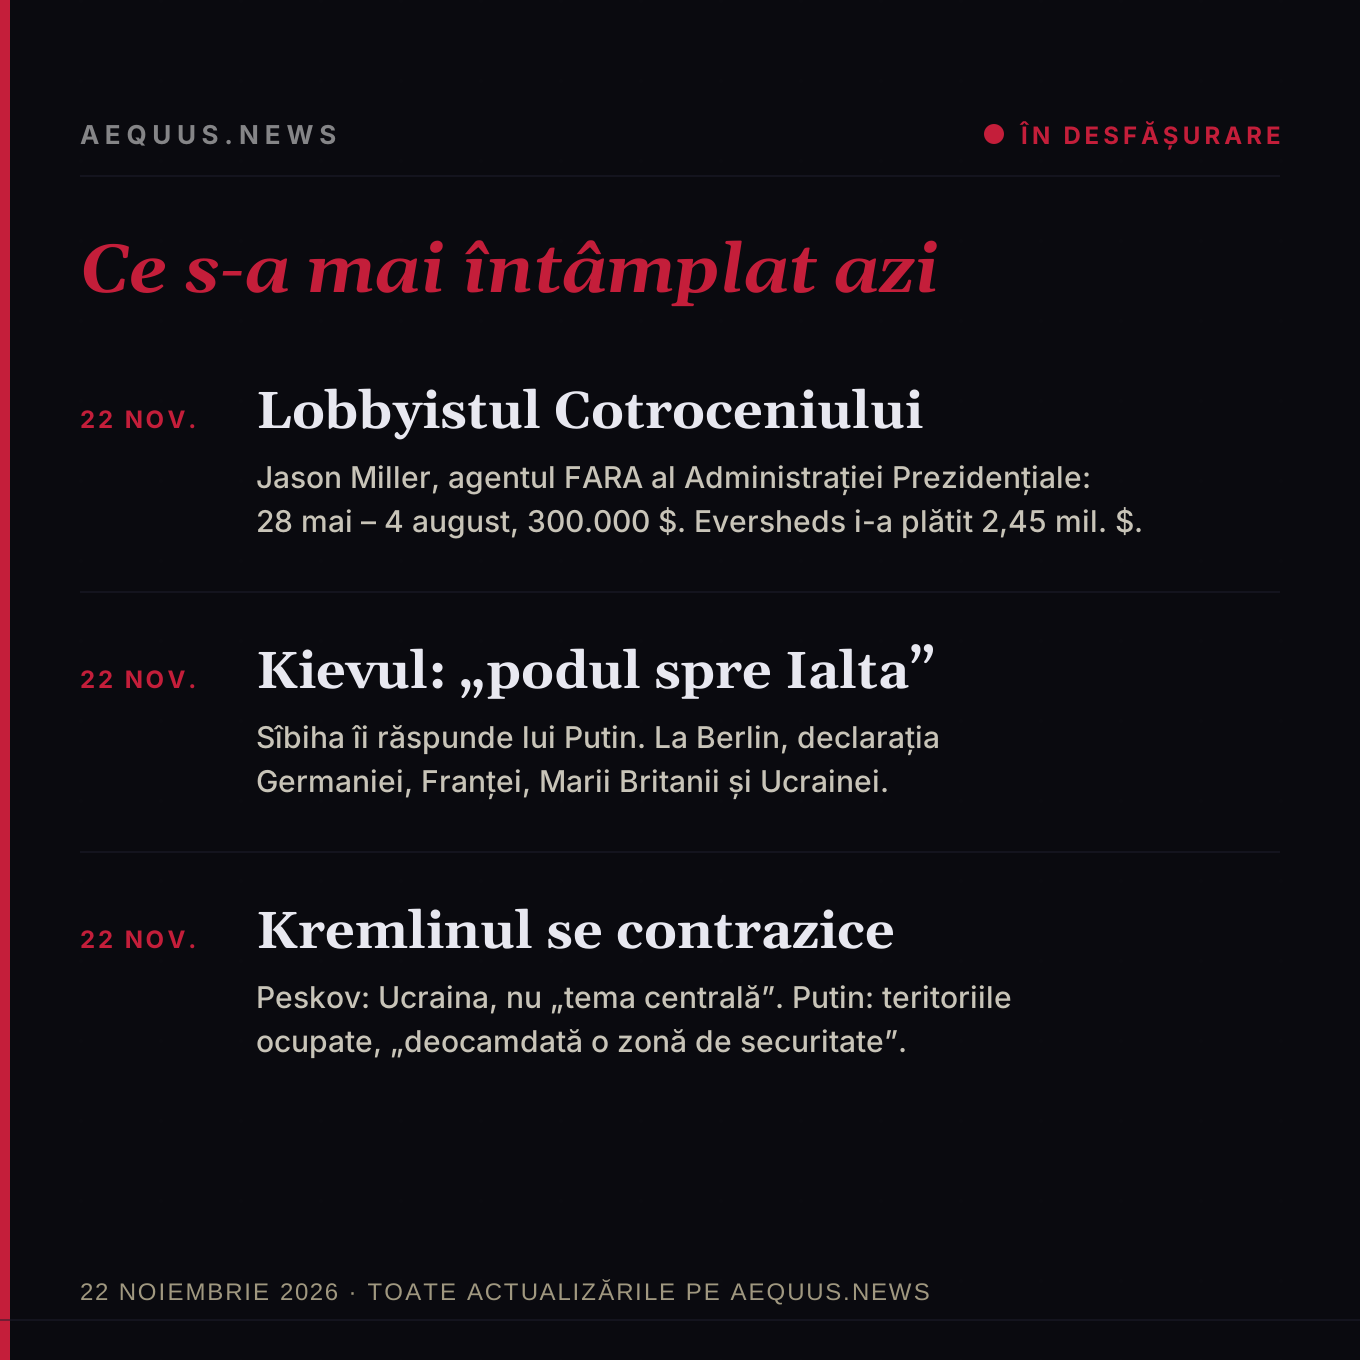 AEQUUS.NEWS
ÎN DESFĂȘURARE
Ce s-a mai întâmplat azi
22 NOV.
Lobbyistul Cotroceniului
Jason Miller, agentul FARA al Administrației Prezidențiale:
28 mai – 4 august, 300.000 $. Eversheds i-a plătit 2,45 mil. $.
22 NOV.
Kievul: „podul spre Ialta”
Sîbiha îi răspunde lui Putin. La Berlin, declarația
Germaniei, Franței, Marii Britanii și Ucrainei.
22 NOV.
Kremlinul se contrazice
Peskov: Ucraina, nu „tema centrală”. Putin: teritoriile
ocupate, „deocamdată o zonă de securitate”.
22 NOIEMBRIE 2026 · TOATE ACTUALIZĂRILE PE AEQUUS.NEWS